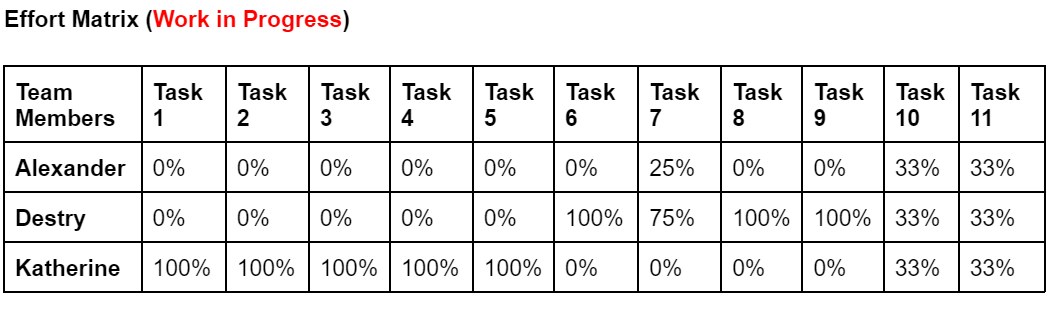 Effort Matrix (Work in Progress)
Team Members Task 1 Task 2 Task 3 Task 4 Task 5 Task 6 Task 7 Task 8 Task 9 Task 10 Task 11
Alexander 0% 0% 0% 0% 0% 0% 25% 0% 0% 33% 33%
Destry 0% 0% 0% 0% 0% 100% 75% 100% 100% 33% 33%
Katherine 100% 100% 100% 100% 100% 0% 0% 0% 0% 33% 33%